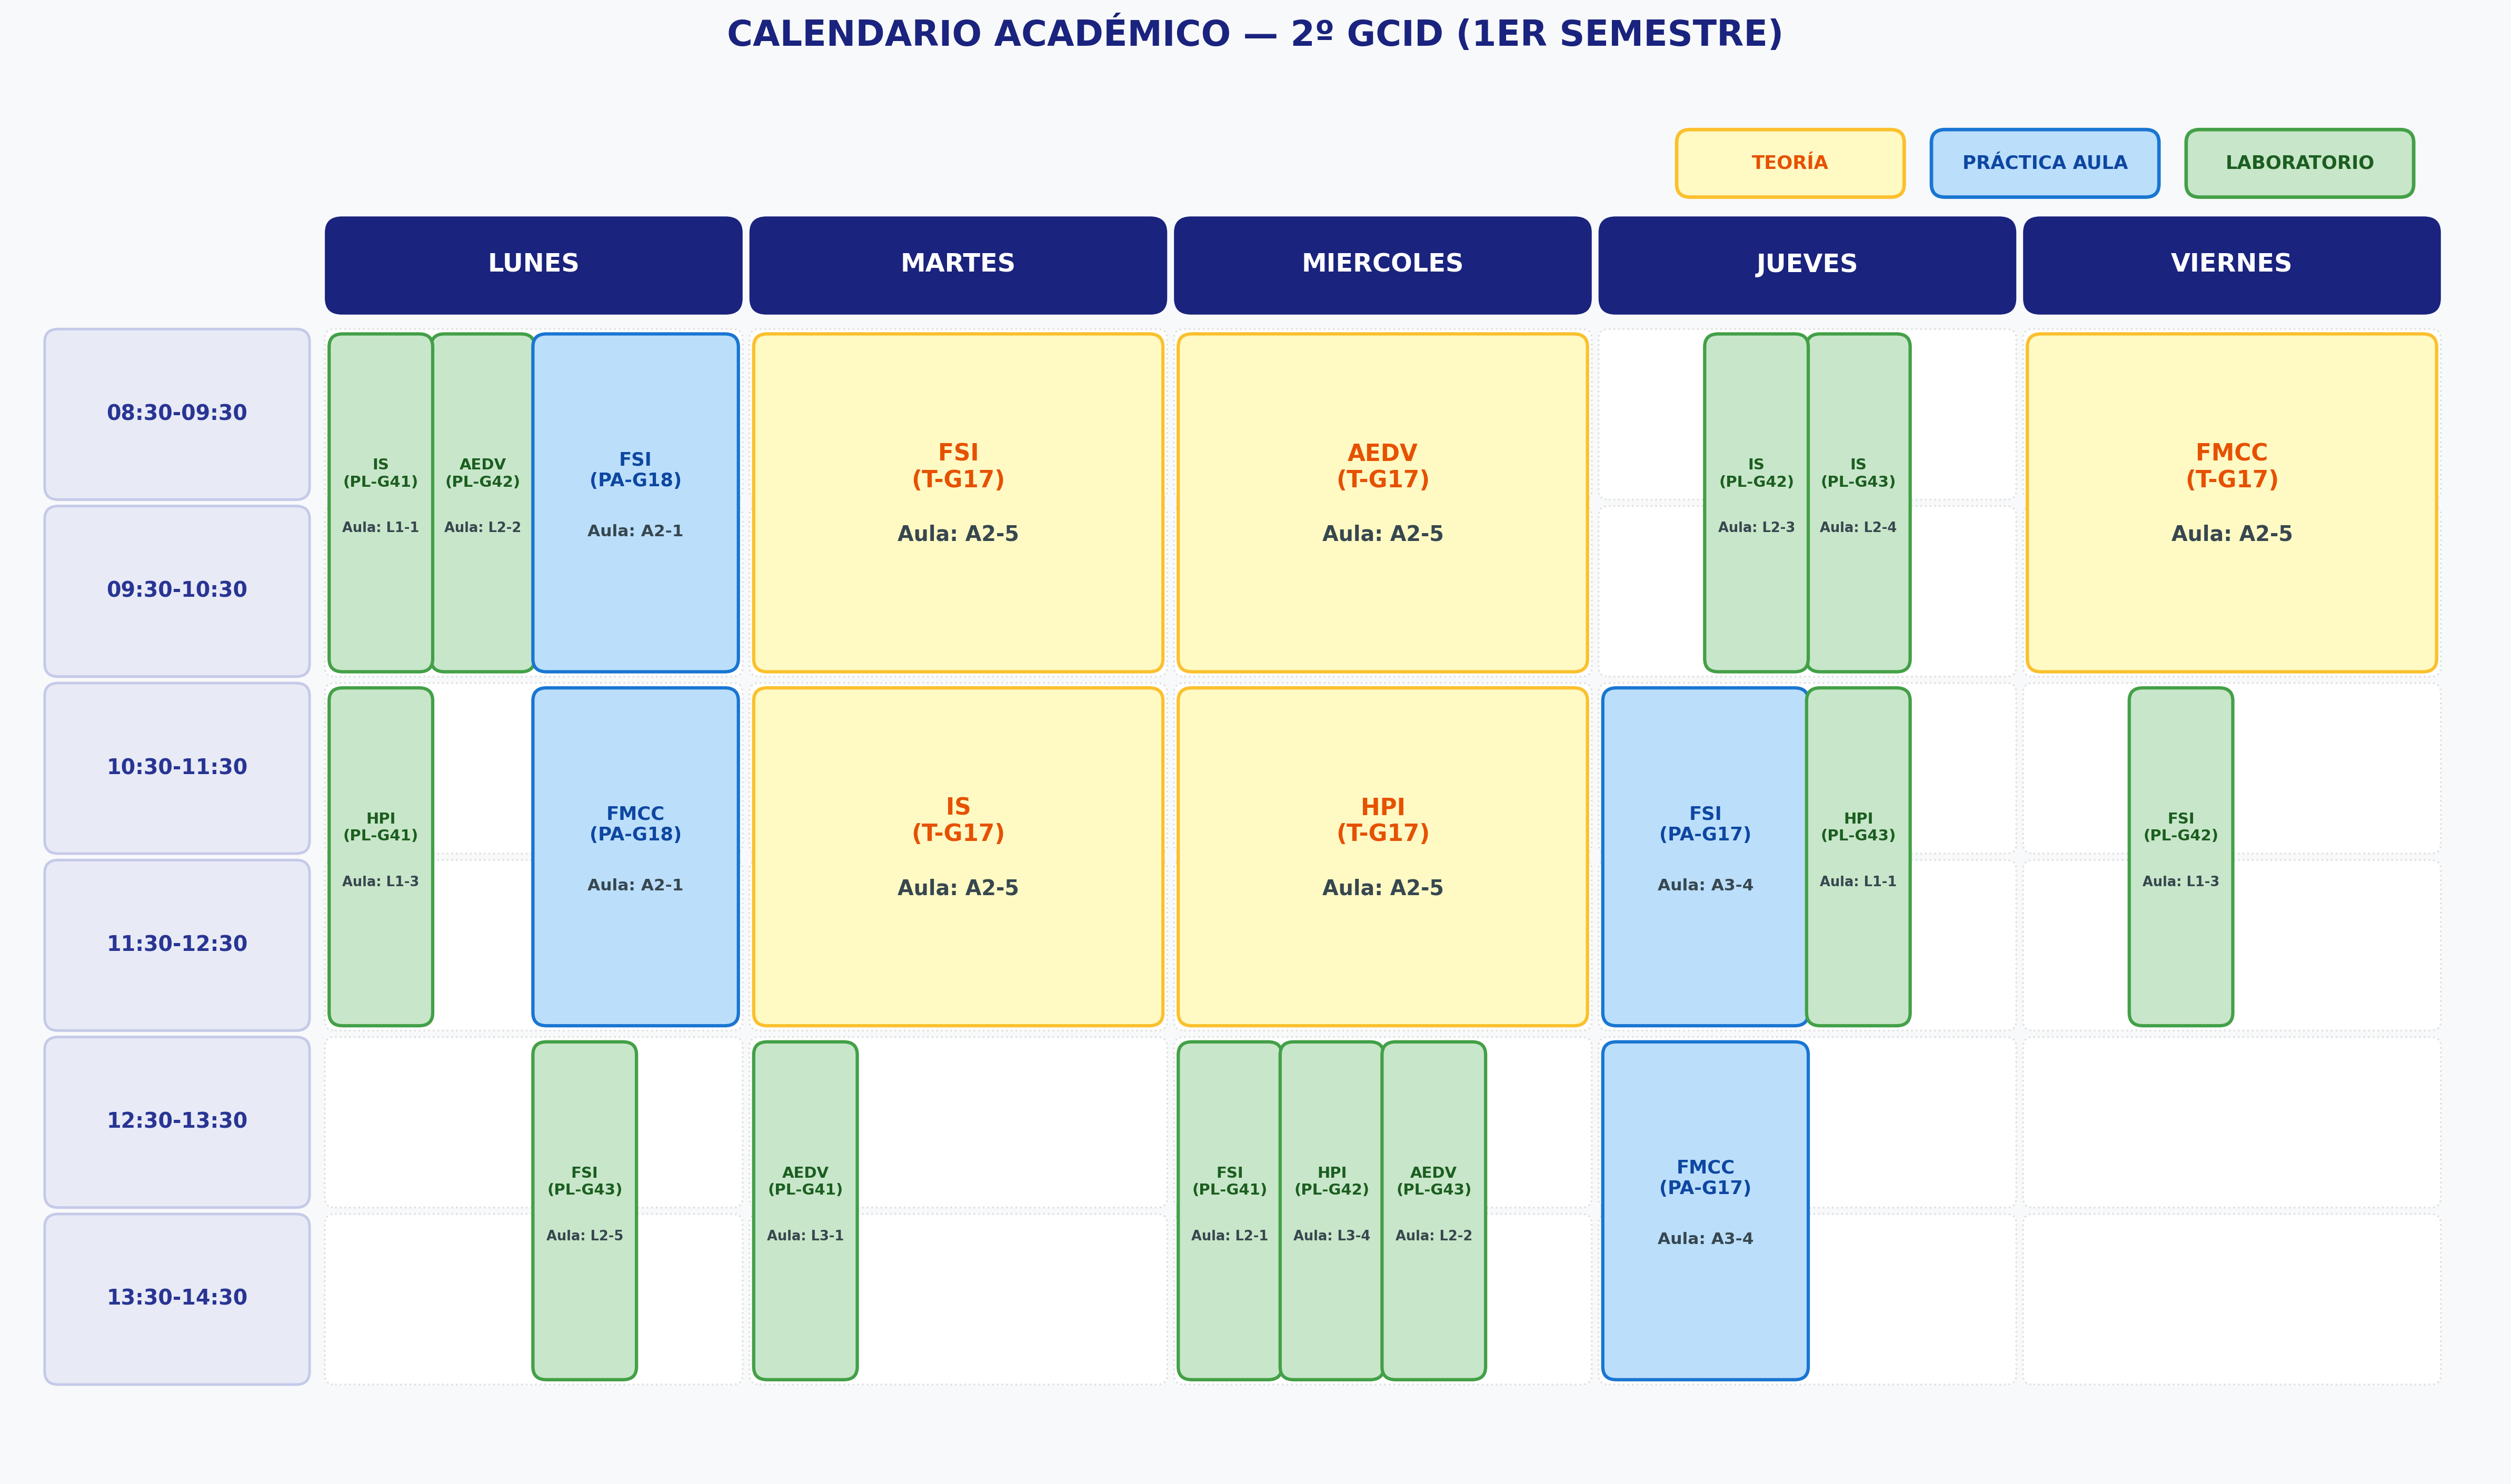 CALENDARIO ACADÉMICO — 2º GCID (1ER SEMESTRE)
TEORÍA
PRÁCTICA AULA
LABORATORIO
LUNES
MARTES
MIERCOLES
JUEVES
VIERNES
08:30-09:30
09:30-10:30
IS
(PL-G41)
Aula: L1-1
AEDV
(PL-G42)
Aula: L2-2
FSI
(PA-G18)
Aula: A2-1
FSI
(T-G17)
Aula: A2-5
AEDV
(T-G17)
Aula: A2-5
IS
(PL-G42)
Aula: L2-3
IS
(PL-G43)
Aula: L2-4
FMCC
(T-G17)
Aula: A2-5
10:30-11:30
11:30-12:30
HPI
(PL-G41)
Aula: L1-3
FMCC
(PA-G18)
Aula: A2-1
IS
(T-G17)
Aula: A2-5
HPI
(T-G17)
Aula: A2-5
FSI
(PA-G17)
Aula: A3-4
HPI
(PL-G43)
Aula: L1-1
FSI
(PL-G42)
Aula: L1-3
12:30-13:30
13:30-14:30
FSI
(PL-G43)
Aula: L2-5
AEDV
(PL-G41)
Aula: L3-1
FSI
(PL-G41)
Aula: L2-1
HPI
(PL-G42)
Aula: L3-4
AEDV
(PL-G43)
Aula: L2-2
FMCC
(PA-G17)
Aula: A3-4